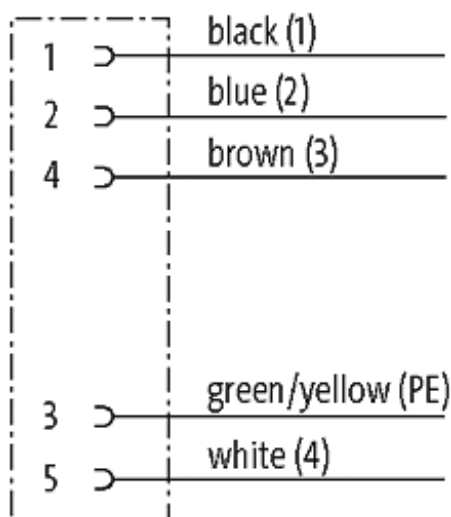 1 black (1)
2 blue (2)
4 brown (3)
3 green/yellow (PE)
5 white (4)